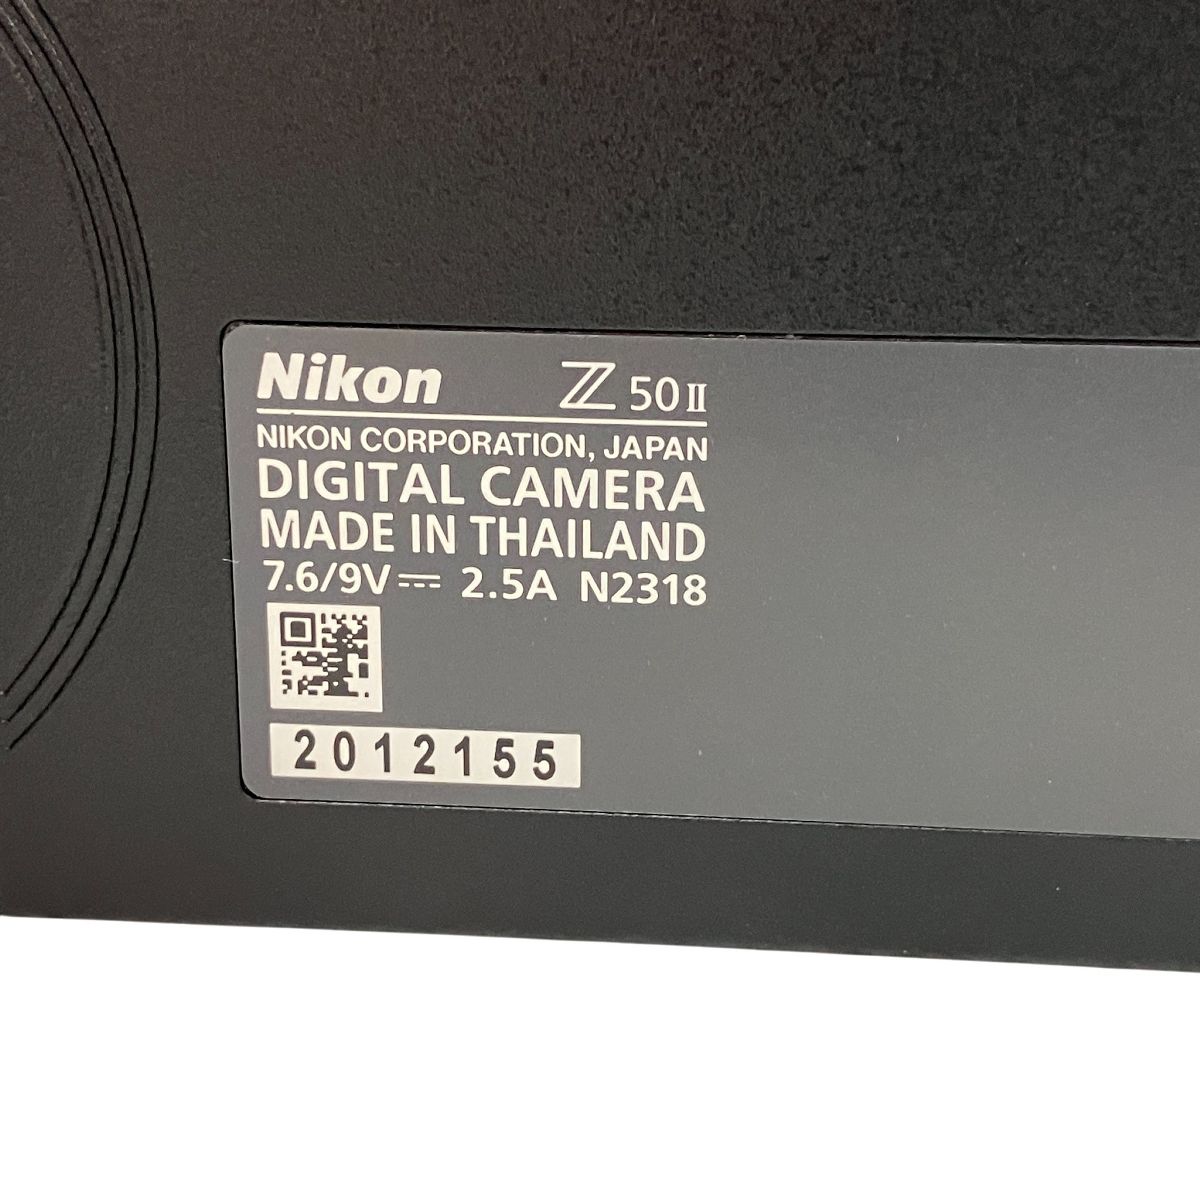 Nikon Z 50II
NIKON CORPORATION, JAPAN
DIGITAL CAMERA
MADE IN THAILAND
7.6/9V⎓ 2.5A N2318
2012155